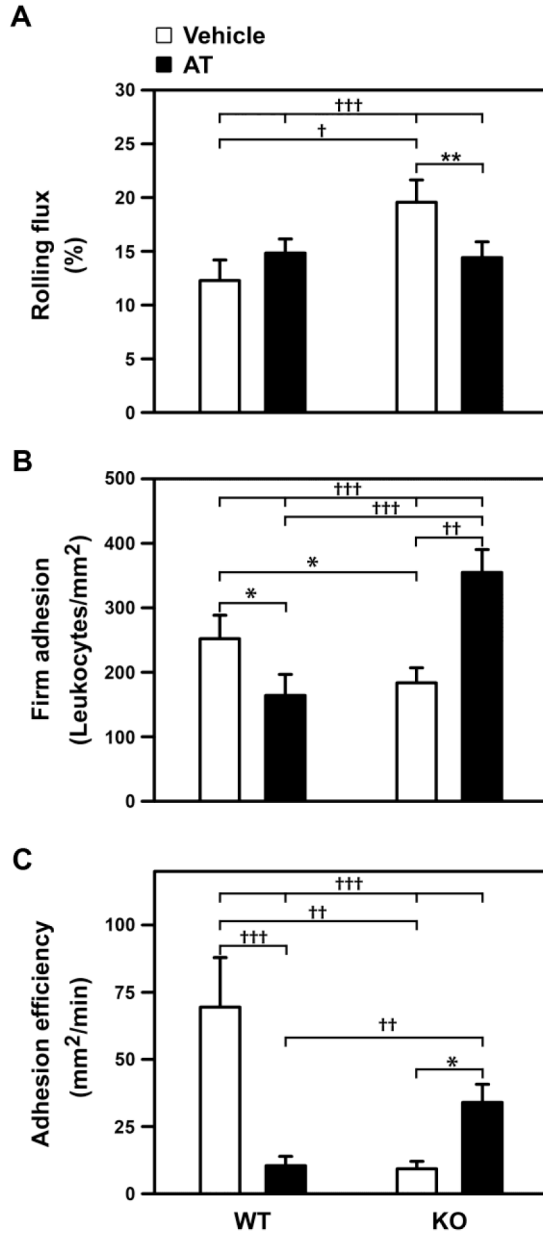 A
Vehicle
AT
30
†††
25
†
**
20
15
10
5
0
Rolling flux
(%)
B
500
†††
†††
400
††
*
300
*
200
100
0
Firm adhesion
(Leukocytes/mm²)
C
†††
††
100
†††
75
††
50
*
25
0
Adhesion efficiency
(mm²/min)
WT KO